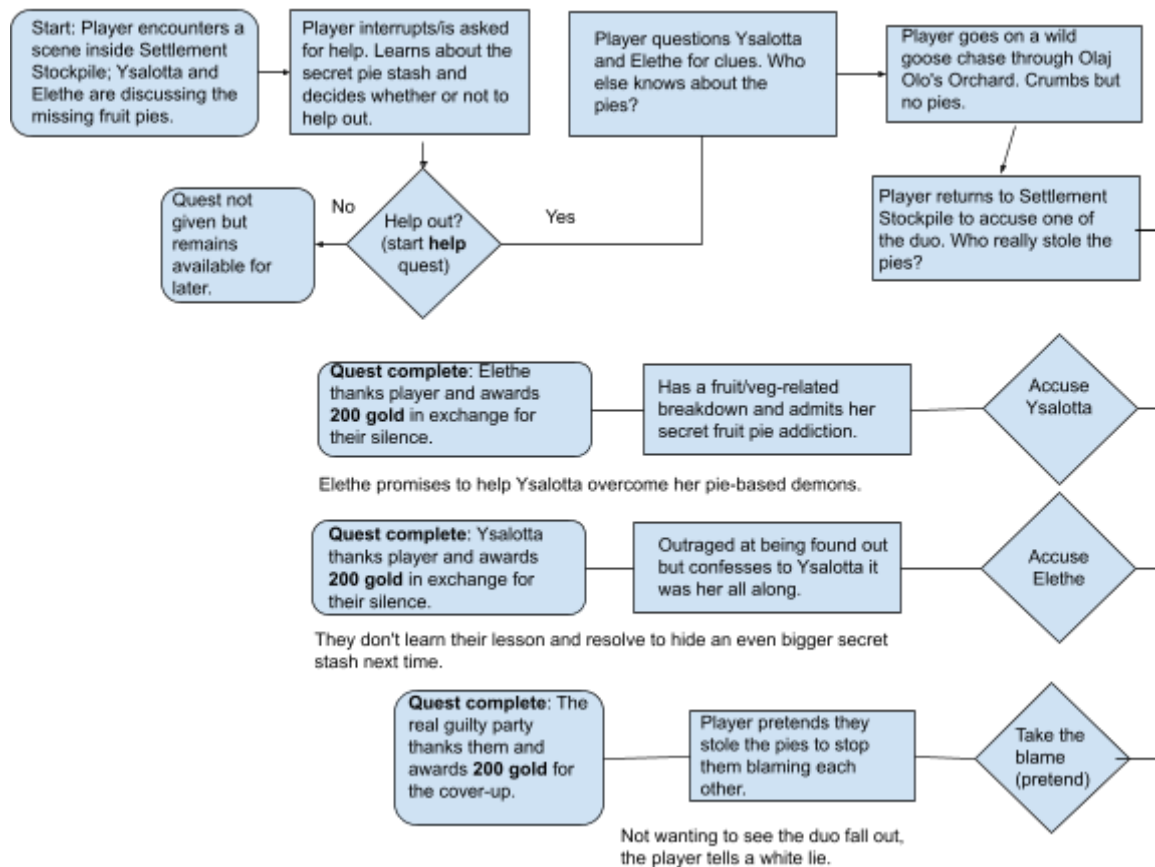 Start: Player encounters a
scene inside Settlement
Stockpile; Ysalotta and
Elethe are discussing the
missing fruit pies.
Player interrupts/is asked
for help. Learns about the
secret pie stash and
decides whether or not to
help out.
Player questions Ysalotta
and Elethe for clues. Who
else knows about the
pies?
Player goes on a wild
goose chase through Olaj
Olo's Orchard. Crumbs but
no pies.
Quest not
given but
remains
available for
later.
No
Help out?
(start help
quest)
Yes
Player returns to Settlement
Stockpile to accuse one of
the duo. Who really stole the
pies?
Quest complete: Elethe
thanks player and awards
200 gold in exchange for
their silence.
Has a fruit/veg-related
breakdown and admits her
secret fruit pie addiction.
Accuse
Ysalotta
Elethe promises to help Ysalotta overcome her pie-based demons.
Quest complete: Ysalotta
thanks player and awards
200 gold in exchange for
their silence.
Outraged at being found out
but confesses to Ysalotta it
was her all along.
Accuse
Elethe
They don't learn their lesson and resolve to hide an even bigger secret
stash next time.
Quest complete: The
real guilty party
thanks them and
awards 200 gold for
the cover-up.
Player pretends they
stole the pies to stop
them blaming each
other.
Take the
blame
(pretend)
Not wanting to see the duo fall out,
the player tells a white lie.